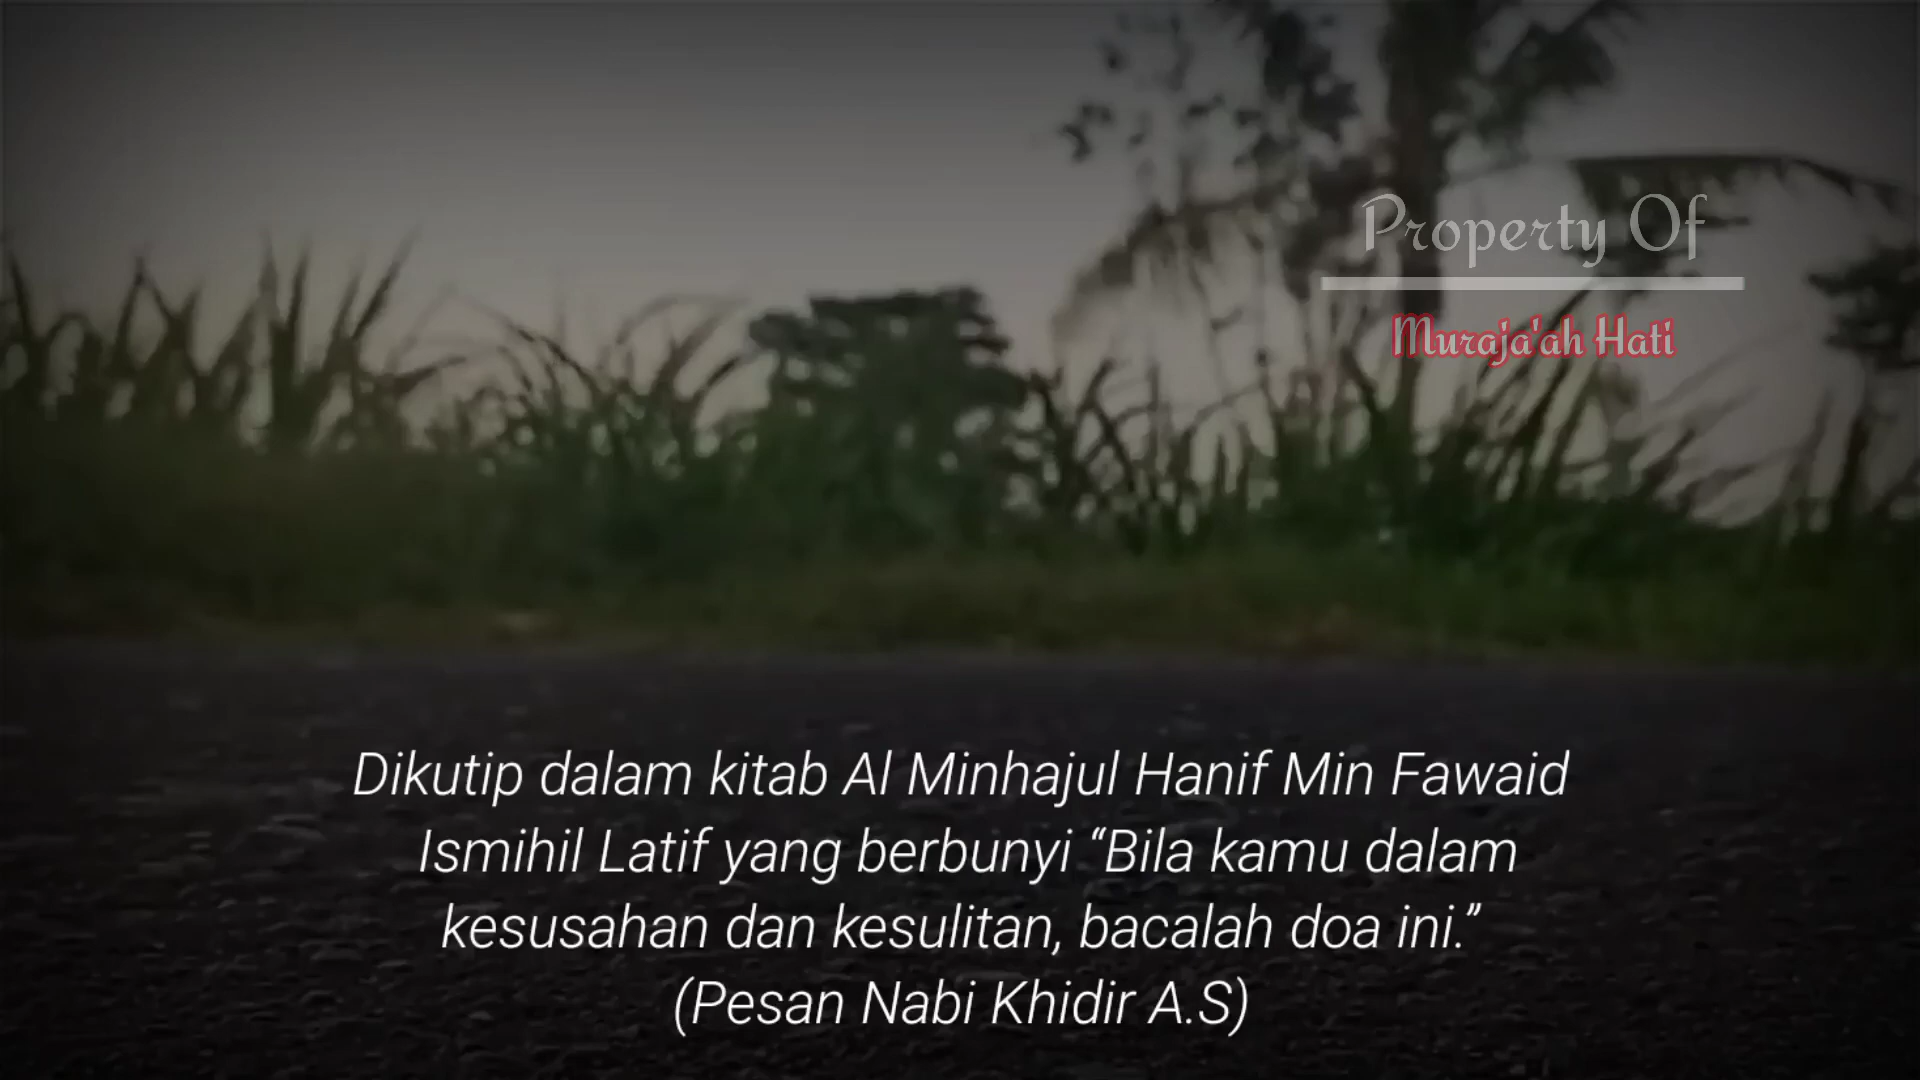 Property Of
Muraja'ah Hati
Dikutip dalam kitab Al Minhajul Hanif Min Fawaid
Ismihil Latif yang berbunyi “Bila kamu dalam
kesusahan dan kesulitan, bacalah doa ini.”
(Pesan Nabi Khidir A.S)